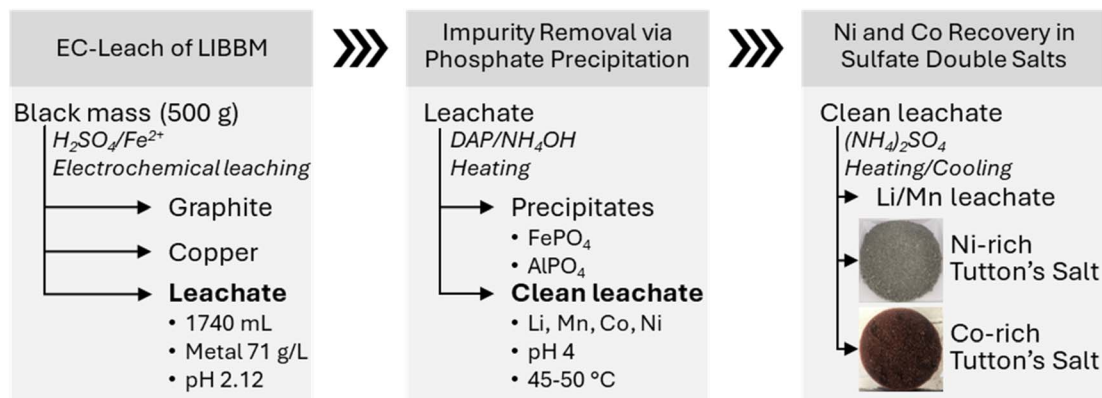 EC-Leach of LIBBM
Black mass (500 g)
H₂SO₄/Fe²⁺
Electrochemical leaching
Graphite
Copper
Leachate
• 1740 mL
• Metal 71 g/L
• pH 2.12
Impurity Removal via
Phosphate Precipitation
Leachate
DAP/NH₄OH
Heating
Precipitates
• FePO₄
• AlPO₄
Clean leachate
• Li, Mn, Co, Ni
• pH 4
• 45-50 °C
Ni and Co Recovery in
Sulfate Double Salts
Clean leachate
(NH₄)₂SO₄
Heating/Cooling
Li/Mn leachate
Ni-rich
Tutton’s Salt
Co-rich
Tutton’s Salt